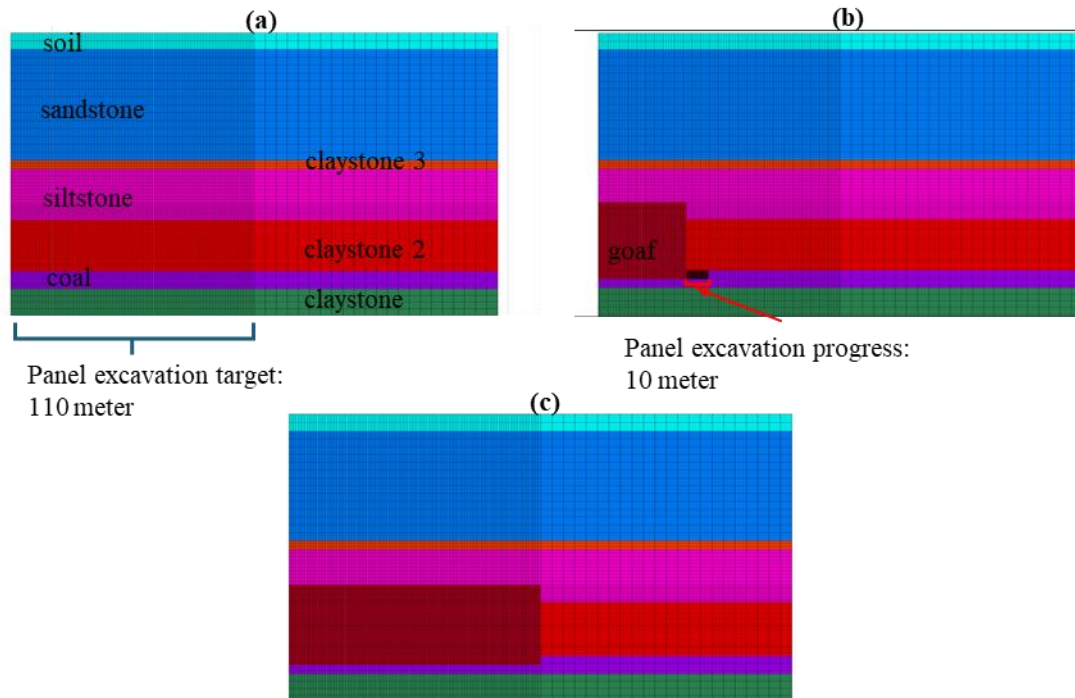 (a)
soil
sandstone
claystone 3
siltstone
claystone 2
coal
claystone
Panel excavation target:
110 meter
(b)
goaf
Panel excavation progress:
10 meter
(c)